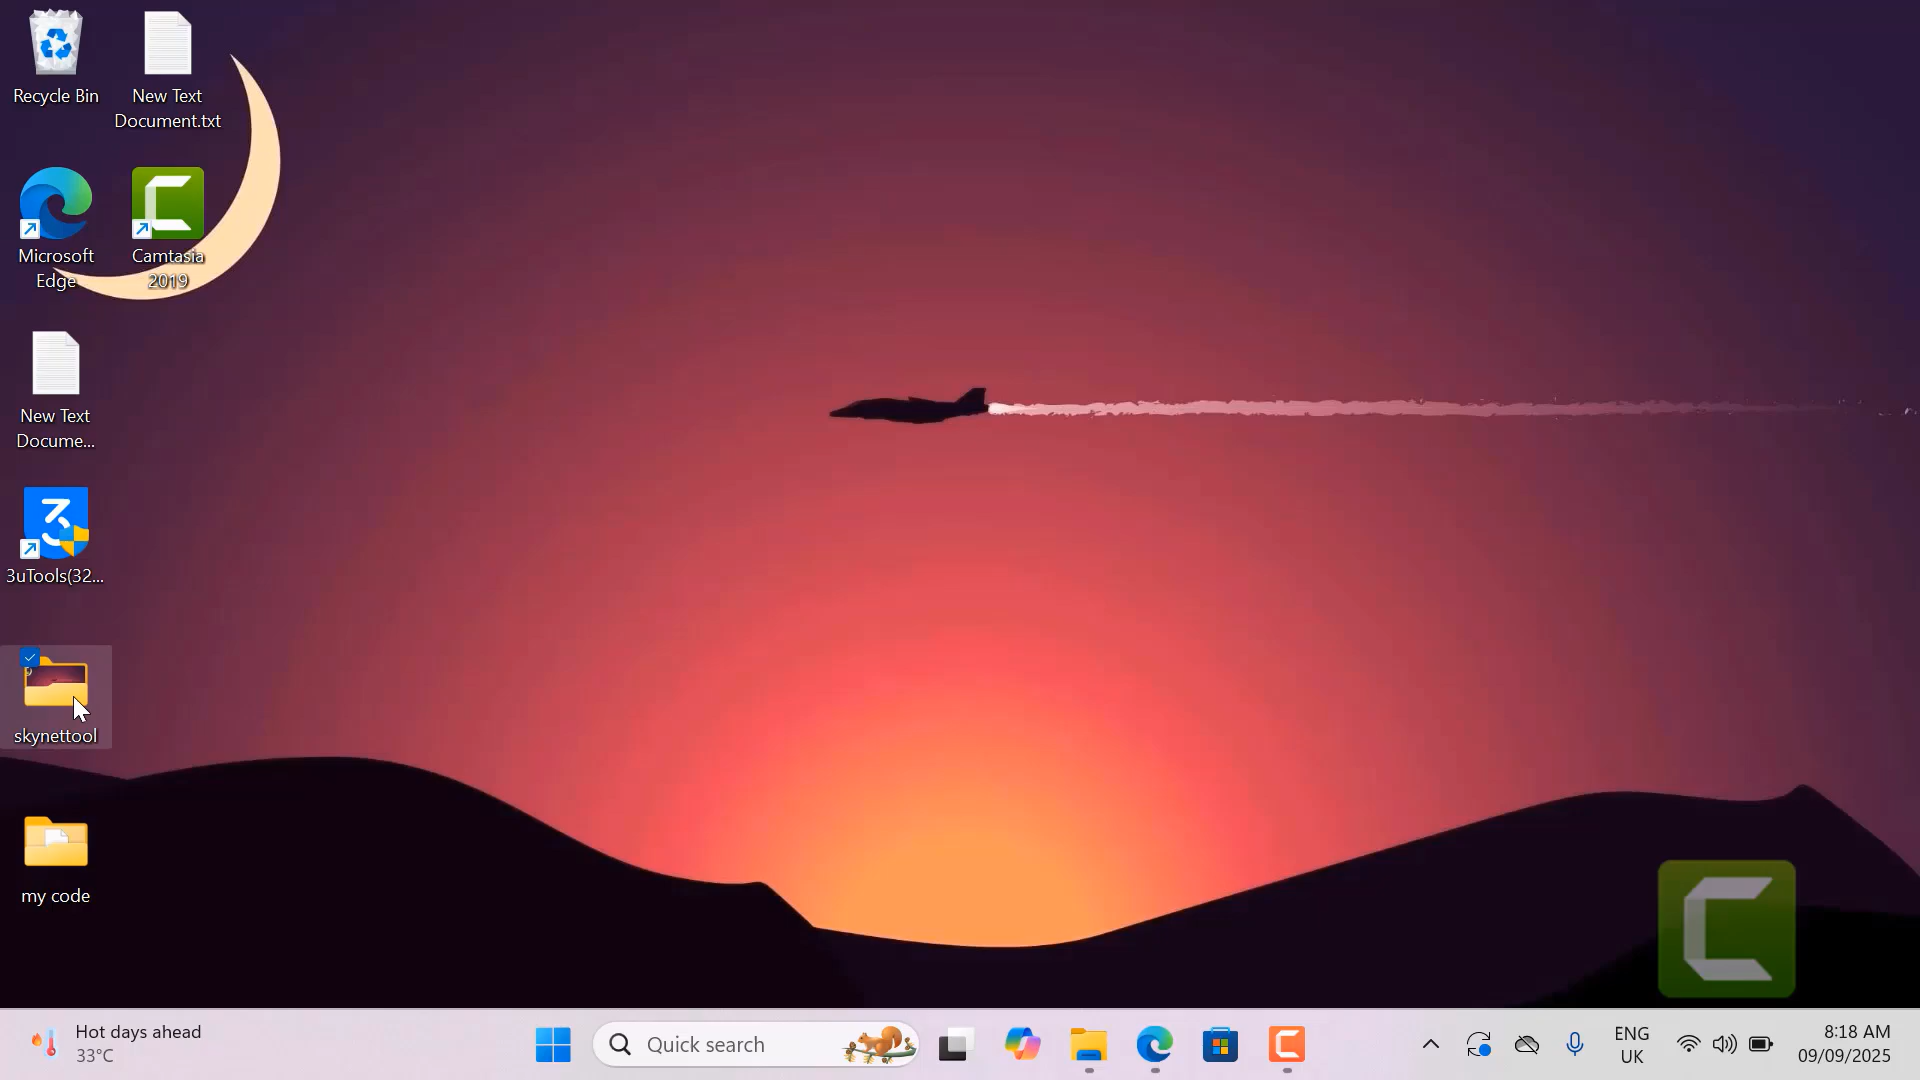 Recycle Bin
New Text
Document.txt
Microsoft
Edge
Camtasia
2019
New Text
Docume...
3uTools(32...
skynettool
my code
Hot days ahead
33°C
Quick search
ENG
UK
8:18 AM
09/09/2025